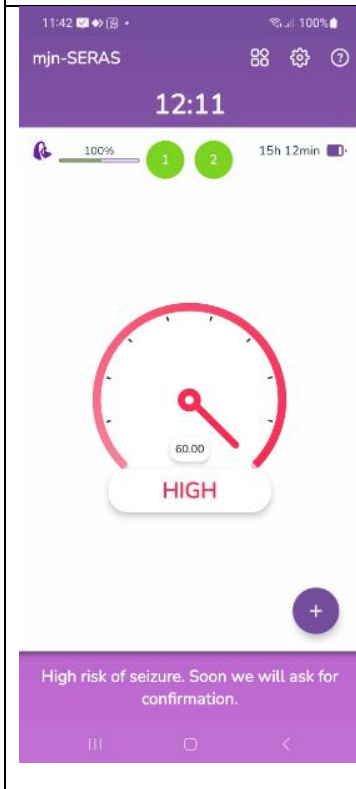 11:42
100%
mjn-SERAS
?
12:11
100%
1
2
15h 12min
60.00
HIGH
+
High risk of seizure. Soon we will ask for
confirmation.